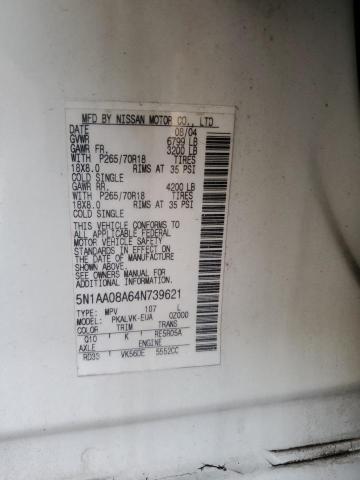 MFD BY NISSAN MOTOR CO., LTD
DATE 08/04
GVWR 6799 LB
GAWR FR. 3200 LB
WITH P265/70R18 TIRES
18X8.0 RIMS AT 35 PSI
COLD SINGLE
GAWR RR. 4200 LB
WITH P265/70R18 TIRES
18X8.0 RIMS AT 35 PSI
COLD SINGLE
THIS VEHICLE CONFORMS TO
ALL APPLICABLE FEDERAL
MOTOR VEHICLE SAFETY
STANDARDS IN EFFECT ON
THE DATE OF MANUFACTURE
SHOWN ABOVE.
SEE OWNERS MANUAL FOR
ADDITIONAL INFORMATION
5N1AA08A64N739621
TYPE: MPV 107 L
MODEL: PKALVK-EUA 0Z000
COLOR TRIM TRANS
Q10 K RE5R05A
AXLE ENGINE
RD35 VK56DE 5552CC